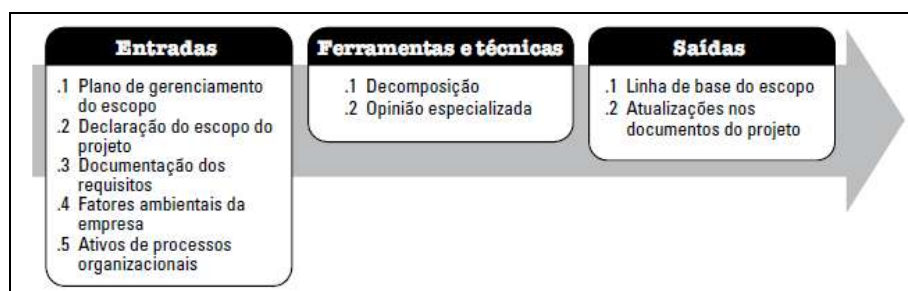 Entradas
.1 Plano de gerenciamento
do escopo
.2 Declaração do escopo do
projeto
.3 Documentação dos
requisitos
.4 Fatores ambientais da
empresa
.5 Ativos de processos
organizacionais
Ferramentas e técnicas
.1 Decomposição
.2 Opinião especializada
Saídas
.1 Linha de base do escopo
.2 Atualizações nos
documentos do projeto